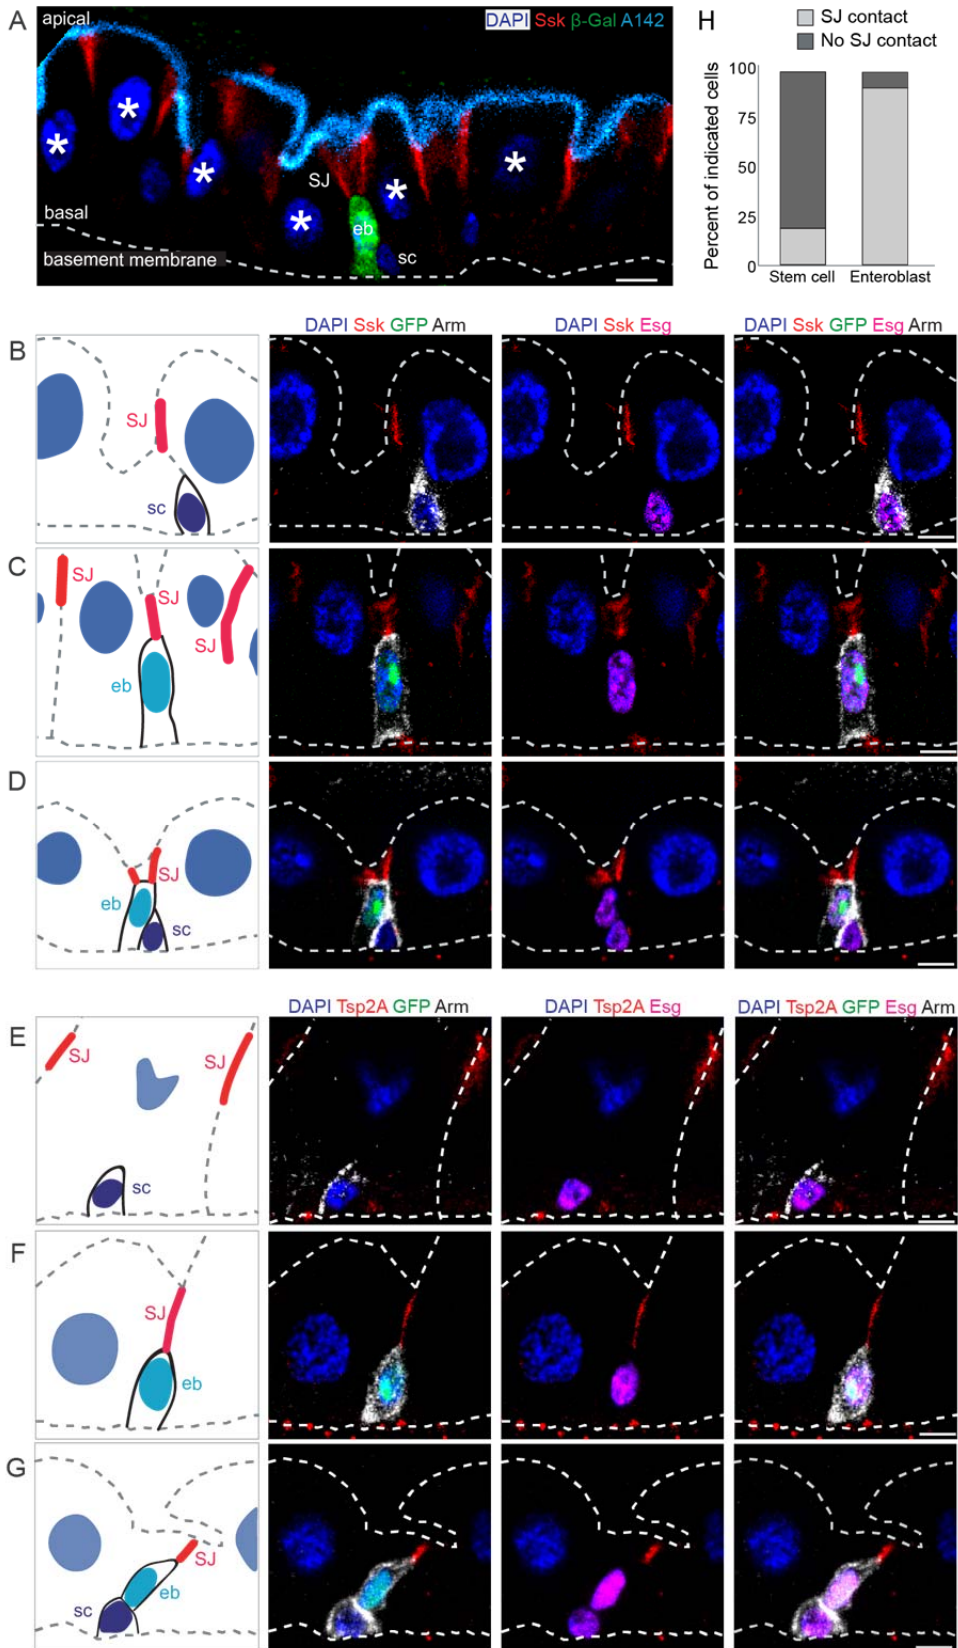 A
DAPI Ssk β-Gal A142
apical
SJ
basal
eb
sc
basement membrane
H
SJ contact
No SJ contact
Percent of indicated cells
100
75
50
25
0
Stem cell Enteroblast
DAPI Ssk GFP Arm
DAPI Ssk Esg
DAPI Ssk GFP Esg Arm
B
SJ
sc
C
SJ
SJ
SJ
eb
D
SJ
eb
sc
DAPI Tsp2A GFP Arm
DAPI Tsp2A Esg
DAPI Tsp2A GFP Esg Arm
E
SJ
SJ
sc
F
SJ
eb
G
SJ
eb
sc